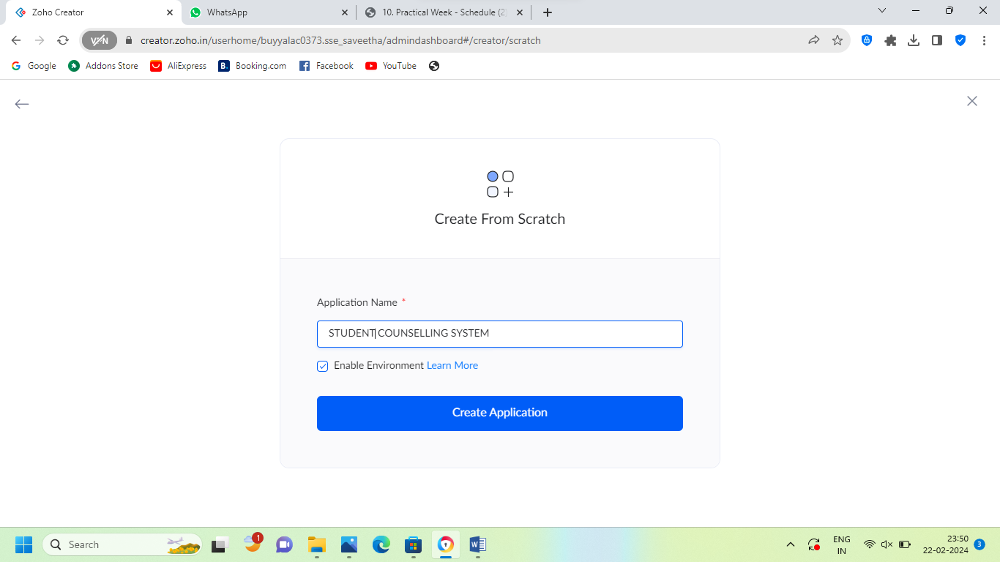 Zoho Creator
WhatsApp
10. Practical Week - Schedule (2)
VPN
creator.zoho.in/userhome/buyyalac0373.sse_saveetha/admindashboard#/creator/scratch
Google
Addons Store
AliExpress
B.
Booking.com
Facebook
YouTube
Create From Scratch
Application Name *
STUDENT COUNSELLING SYSTEM
Enable Environment Learn More
Create Application
Search
1
ENG
IN
23:50
22-02-2024
3